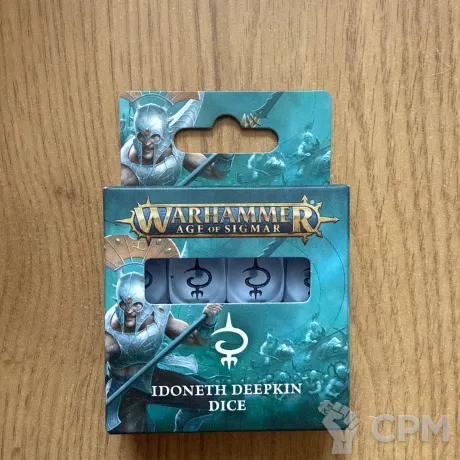 WARHAMMER
AGE OF SIGMAR
IDONETH DEEPKIN
DICE
CPM